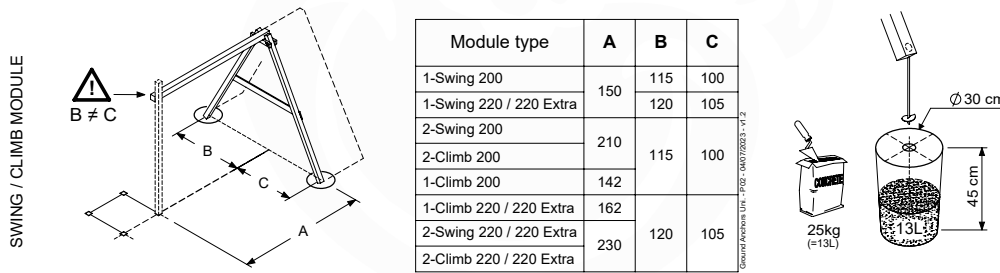 SWING / CLIMB MODULE
B ≠ C
B
C
A
Module type A B C
1-Swing 200 150 115 100
1-Swing 220 / 220 Extra 120 105
2-Swing 200 210 115 100
2-Climb 200
1-Climb 200 142
1-Climb 220 / 220 Extra 162 120 105
2-Swing 220 / 220 Extra 230
2-Climb 220 / 220 Extra
Ground Anchors Uni. - P02 - 04/07/2023 - v1.2
CONCRETE
25kg
(=13L)
Ø 30 cm
13L
45 cm